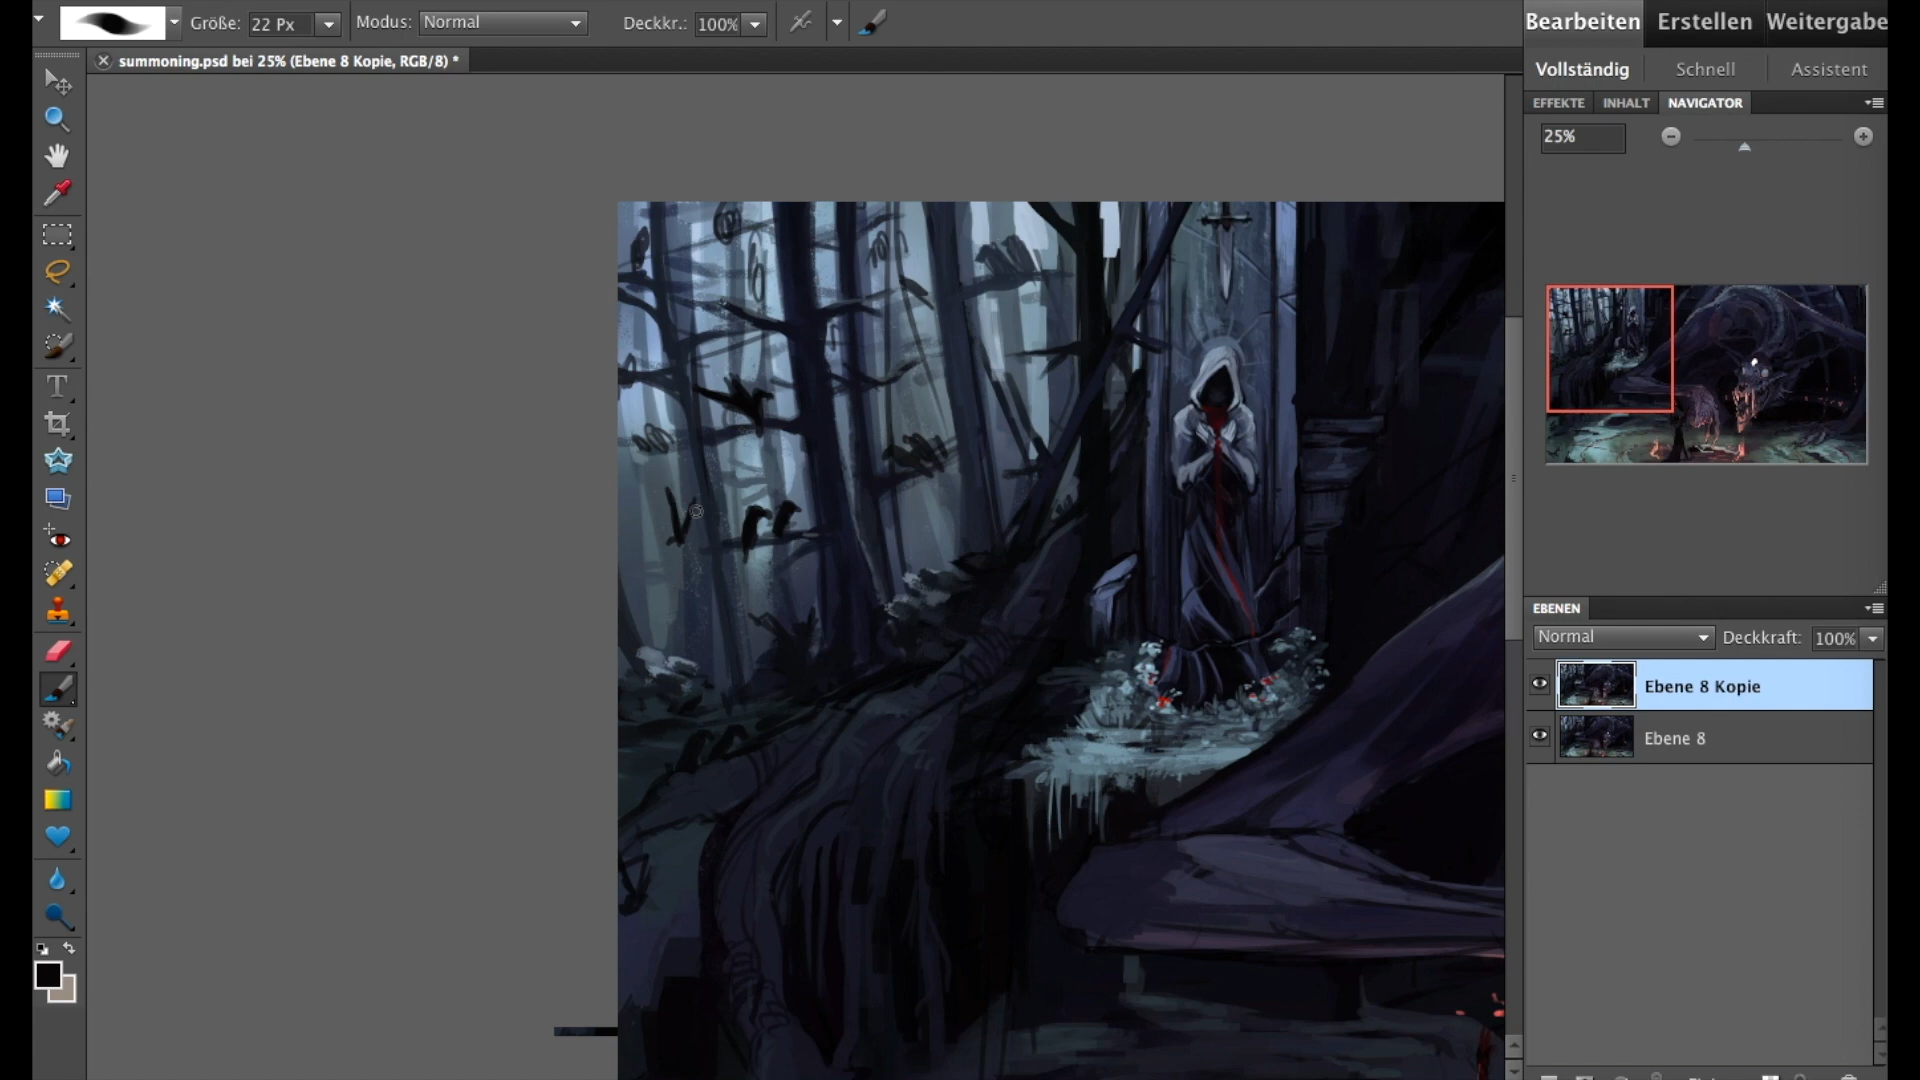 Größe: 22 Px Modus: Normal Deckkr.: 100%
Bearbeiten Erstellen Weitergabe
summoning.psd bei 25% (Ebene 8 Kopie, RGB/8) *
Vollständig Schnell Assistent
EFFEKTE INHALT NAVIGATOR
25%
EBENEN
Normal Deckkraft: 100%
Ebene 8 Kopie
Ebene 8